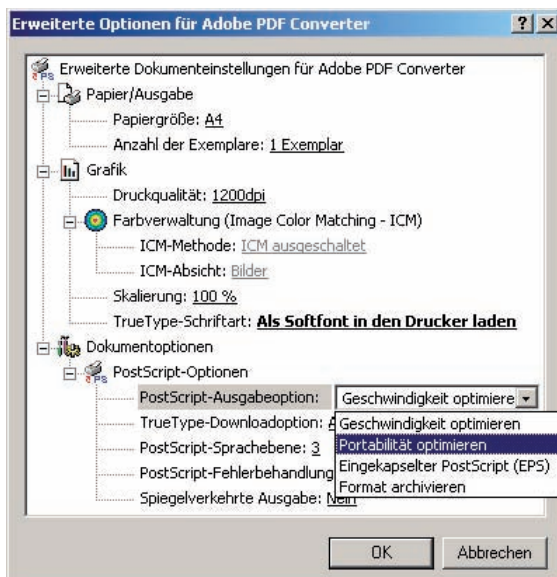 Erweiterte Optionen für Adobe PDF Converter
Erweiterte Dokumenteinstellungen für Adobe PDF Converter
Papier/Ausgabe
Papiergröße: A4
Anzahl der Exemplare: 1 Exemplar
Grafik
Druckqualität: 1200dpi
Farbverwaltung (Image Color Matching - ICM)
ICM-Methode: ICM ausgeschaltet
ICM-Absicht: Bilder
Skalierung: 100 %
TrueType-Schriftart: Als Softfont in den Drucker laden
Dokumentoptionen
PostScript-Optionen
PostScript-Ausgabeoption: Geschwindigkeit optimiere
TrueType-Downloadoption: Geschwindigkeit optimieren
PostScript-Sprachebene: 3 Portabilität optimieren
PostScript-Fehlerbehandlung Eingekapselter PostScript (EPS)
Spiegelverkehrte Ausgabe: Nein Format archivieren
OK Abbrechen